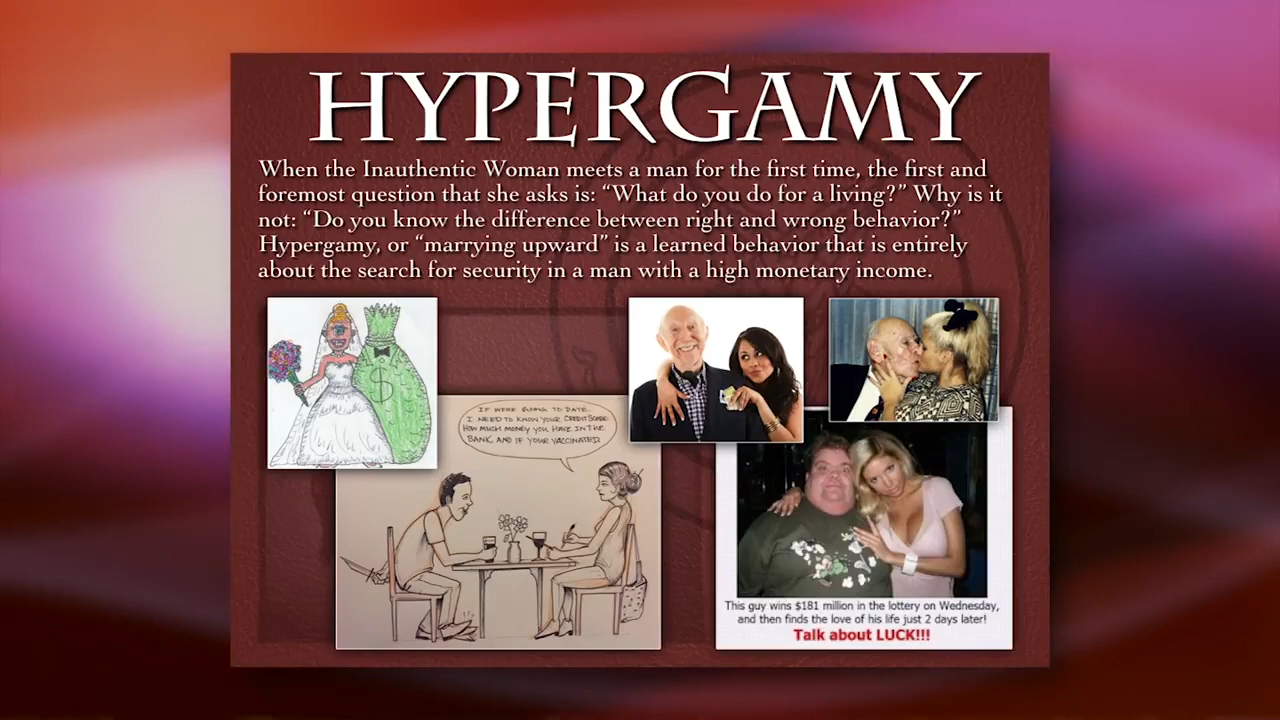 HYPERGAMY
When the Inauthentic Woman meets a man for the first time, the first and
foremost question that she asks is: “What do you do for a living?” Why is it
not: “Do you know the difference between right and wrong behavior?”
Hypergamy, or “marrying upward” is a learned behavior that is entirely
about the search for security in a man with a high monetary income.
$
IF WE'RE GOING TO DATE,
I NEED TO KNOW YOUR CREDIT SCORE
HOW MUCH MONEY YOU HAVE IN THE
BANK, AND IF YOUR VACCINATED
This guy wins $181 million in the lottery on Wednesday,
and then finds the love of his life just 2 days later!
Talk about LUCK!!!